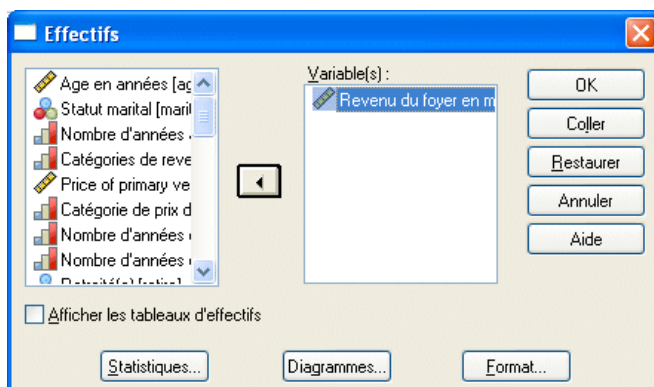 Effectifs
Age en années [ag
Statut marital [marit
Nombre d'années
Catégories de reve
Price of primary ve
Catégorie de prix d
Nombre d'années
Nombre d'années
Variable(s) :
Revenu du foyer en m
OK
Coller
Restaurer
Annuler
Aide
Afficher les tableaux d'effectifs
Statistiques...
Diagrammes...
Format...